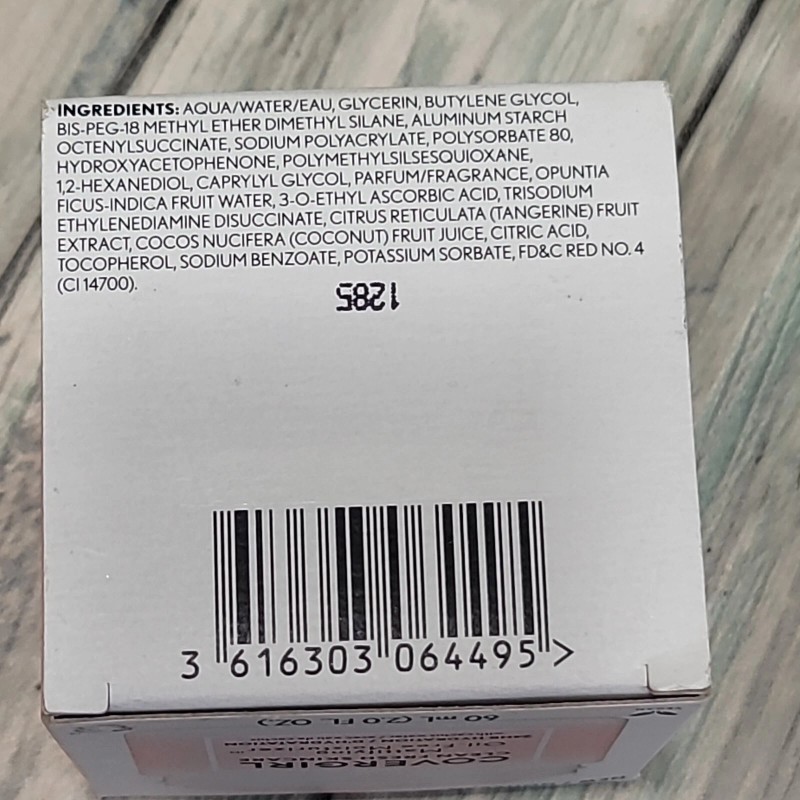 INGREDIENTS: AQUA/WATER/EAU, GLYCERIN, BUTYLENE GLYCOL,
BIS-PEG-18 METHYL ETHER DIMETHYL SILANE, ALUMINUM STARCH
OCTENYLSUCCINATE, SODIUM POLYACRYLATE, POLYSORBATE 80,
HYDROXYACETOPHENONE, POLYMETHYLSILSESQUIOXANE,
1,2-HEXANEDIOL, CAPRYLYL GLYCOL, PARFUM/FRAGRANCE, OPUNTIA
FICUS-INDICA FRUIT WATER, 3-O-ETHYL ASCORBIC ACID, TRISODIUM
ETHYLENEDIAMINE DISUCCINATE, CITRUS RETICULATA (TANGERINE) FRUIT
EXTRACT, COCOS NUCIFERA (COCONUT) FRUIT JUICE, CITRIC ACID,
TOCOPHEROL, SODIUM BENZOATE, POTASSIUM SORBATE, FD&C RED NO. 4
(CI 14700).
1285
3 616303 064495 >
60 mL (2.0 FL OZ)
Oil Free Moisturizer
COVERGIRL